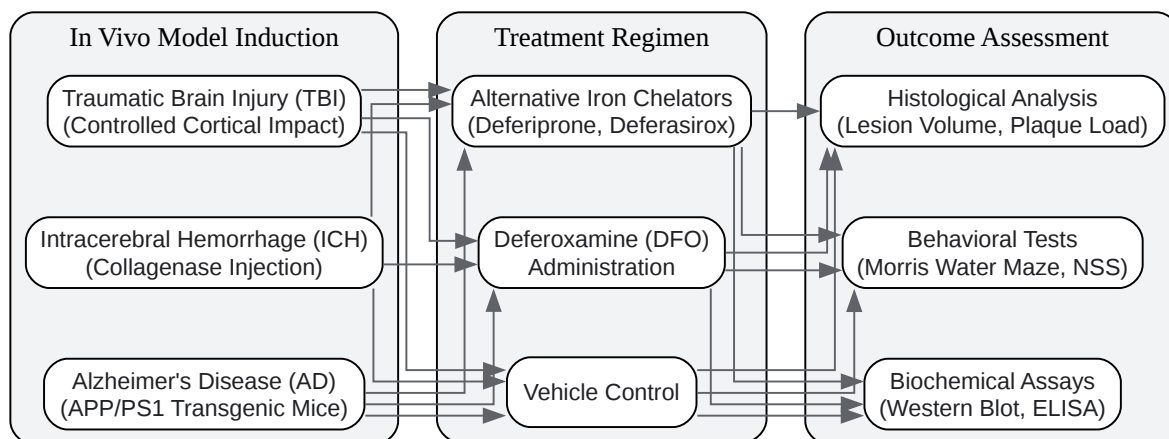 In Vivo Model Induction
Traumatic Brain Injury (TBI)
(Controlled Cortical Impact)
Intracerebral Hemorrhage (ICH)
(Collagenase Injection)
Alzheimer's Disease (AD)
(APP/PS1 Transgenic Mice)
Treatment Regimen
Alternative Iron Chelators
(Deferiprone, Deferasirox)
Deferoxamine (DFO)
Administration
Vehicle Control
Outcome Assessment
Histological Analysis
(Lesion Volume, Plaque Load)
Behavioral Tests
(Morris Water Maze, NSS)
Biochemical Assays
(Western Blot, ELISA)